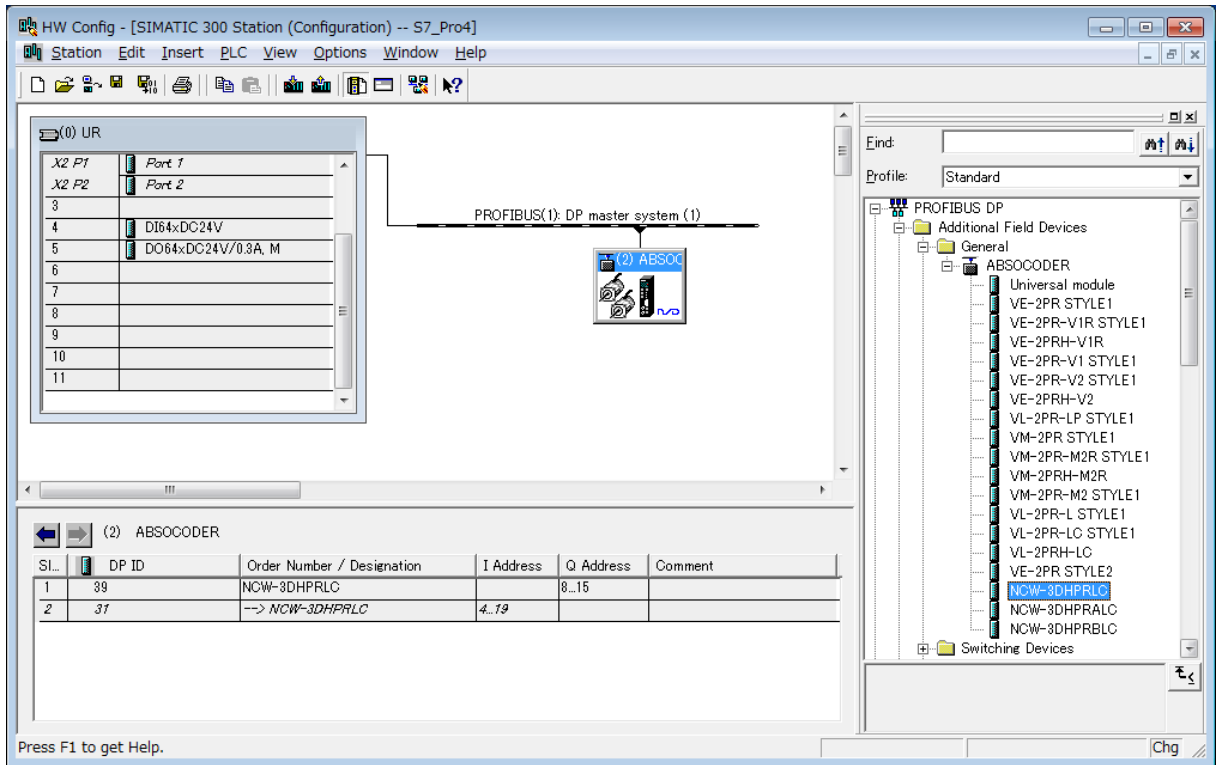 HW Config - [SIMATIC 300 Station (Configuration) -- S7_Pro4]
Station Edit Insert PLC View Options Window Help
(0) UR
X2 P1 Port 1
X2 P2 Port 2
3
4 DI64xDC24V
5 DO64xDC24V/0.3A, M
6
7
8
9
10
11
PROFIBUS(1): DP master system (1)
(2) ABSOC
NSD
(2) ABSOCODER
Sl... DP ID Order Number / Designation I Address Q Address Comment
1 39 NCW-3DHPRLC 8...15
2 31 --> NCW-3DHPRLC 4...19
Find:
Profile: Standard
PROFIBUS DP
Additional Field Devices
General
ABSOCODER
Universal module
VE-2PR STYLE1
VE-2PR-V1R STYLE1
VE-2PRH-V1R
VE-2PR-V1 STYLE1
VE-2PR-V2 STYLE1
VE-2PRH-V2
VL-2PR-LP STYLE1
VM-2PR STYLE1
VM-2PR-M2R STYLE1
VM-2PRH-M2R
VM-2PR-M2 STYLE1
VL-2PR-L STYLE1
VL-2PR-LC STYLE1
VL-2PRH-LC
VE-2PR STYLE2
NCW-3DHPRLC
NCW-3DHPRALC
NCW-3DHPRBLC
Switching Devices
Press F1 to get Help.
Chg